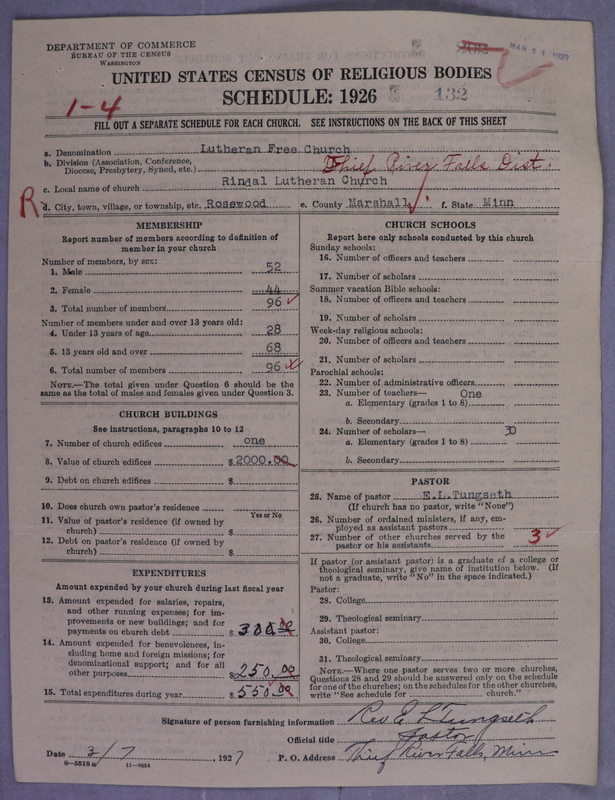 DEPARTMENT OF COMMERCE
BUREAU OF THE CENSUS
WASHINGTON
MAR 11 1927
UNITED STATES CENSUS OF RELIGIOUS BODIES
SCHEDULE: 1926
132
1-4
FILL OUT A SEPARATE SCHEDULE FOR EACH CHURCH. SEE INSTRUCTIONS ON THE BACK OF THIS SHEET
a. Denomination Lutheran Free Church
b. Division (Association, Conference, Diocese, Presbytery, Synod, etc.) Thief River Falls Dist.
c. Local name of church Rindal Lutheran Church
R
d. City, town, village, or township, etc. Rosewood e. County Marshall f. State Minn
MEMBERSHIP
Report number of members according to definition of
member in your church
Number of members, by sex:
1. Male 52
2. Female 44
3. Total number of members 96
Number of members under and over 13 years old:
4. Under 13 years of age 28
5. 13 years old and over 68
6. Total number of members 96
NOTE.—The total given under Question 6 should be the
same as the total of males and females given under Question 3.
CHURCH BUILDINGS
See instructions, paragraphs 10 to 12
7. Number of church edifices one
8. Value of church edifices $2000.00
9. Debt on church edifices $
10. Does church own pastor's residence
Yes or No
11. Value of pastor's residence (if owned by
church) $
12. Debt on pastor's residence (if owned by
church) $
EXPENDITURES
Amount expended by your church during last fiscal year
13. Amount expended for salaries, repairs,
and other running expenses; for im-
provements or new buildings; and for
payments on church debt $ 300.00
14. Amount expended for benevolences, in-
cluding home and foreign missions; for
denominational support; and for all
other purposes $ 250.00
15. Total expenditures during year $ 550.00
CHURCH SCHOOLS
Report here only schools conducted by this church
Sunday schools:
16. Number of officers and teachers
17. Number of scholars
Summer vacation Bible schools:
18. Number of officers and teachers
19. Number of scholars
Week-day religious schools:
20. Number of officers and teachers
21. Number of scholars
Parochial schools:
22. Number of administrative officers
23. Number of teachers— One
a. Elementary (grades 1 to 8)
b. Secondary
24. Number of scholars— 30
a. Elementary (grades 1 to 8)
b. Secondary
PASTOR
25. Name of pastor E.L.Tungseth
(If church has no pastor, write "None")
26. Number of ordained ministers, if any, em-
ployed as assistant pastors
27. Number of other churches served by the
pastor or his assistants 3
If pastor (or assistant pastor) is a graduate of a college or
theological seminary, give name of institution below. (If
not a graduate, write "No" in the space indicated.)
Pastor:
28. College
29. Theological seminary
Assistant pastor:
30. College
31. Theological seminary
NOTE.—Where one pastor serves two or more churches,
Questions 28 and 29 should be answered only on the schedule
for one of the churches; on the schedules for the other churches,
write "See schedule for church."
Signature of person furnishing information Rev E L Tungseth
Official title Pastor
Date 3/7, 1927 P. O. Address Thief River Falls, Minn
8-5318a 11-8034